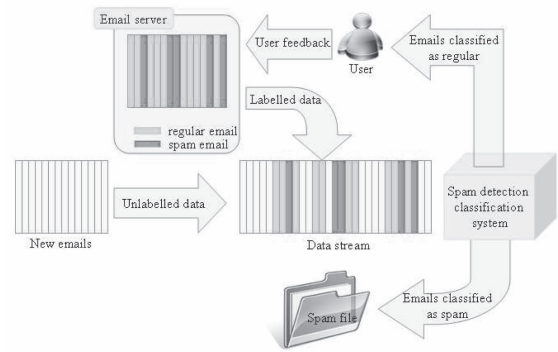 Email server
User feedback
User
Emails classified
as regular
Labelled data
regular email
spam email
Unlabelled data
New emails
Data stream
Spam detection
classification
system
Spam file
Emails classified
as spam